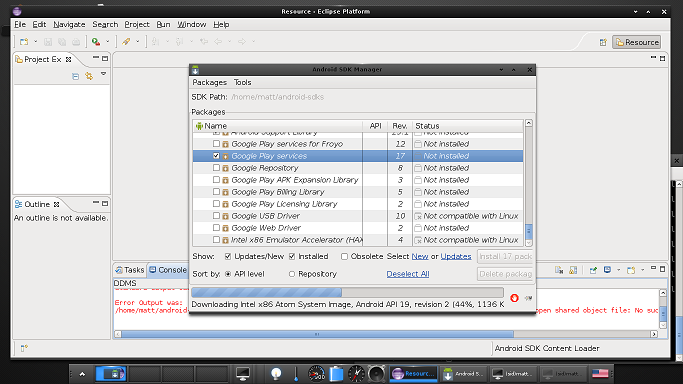 Resource - Eclipse Platform
File Edit Navigate Search Project Run Window Help
Resource
Project Ex
Outline
An outline is not available.
Android SDK Manager
Packages Tools
SDK Path: /home/matt/android-sdks
Packages
Name API Rev. Status
Android Support Library Not installed
Google Play services for Froyo 12 Not installed
Google Play services 17 Not installed
Google Repository 8 Not installed
Google Play APK Expansion Library 3 Not installed
Google Play Billing Library 5 Not installed
Google Play Licensing Library 2 Not installed
Google USB Driver 10 Not compatible with Linux
Google Web Driver 2 Not installed
Intel x86 Emulator Accelerator (HAX 4 Not compatible with Linux
Show: Updates/New Installed Obsolete Select New or Updates Install 17 pack
Sort by: API level Repository Deselect All Delete packag
Downloading Intel x86 Atom System Image, Android API 19, revision 2 (44%, 1136 K
Tasks Console
DDMS
Error Output was:
/home/matt/android
open shared object file: No suc
Android SDK Content Loader
Resourc
Android S